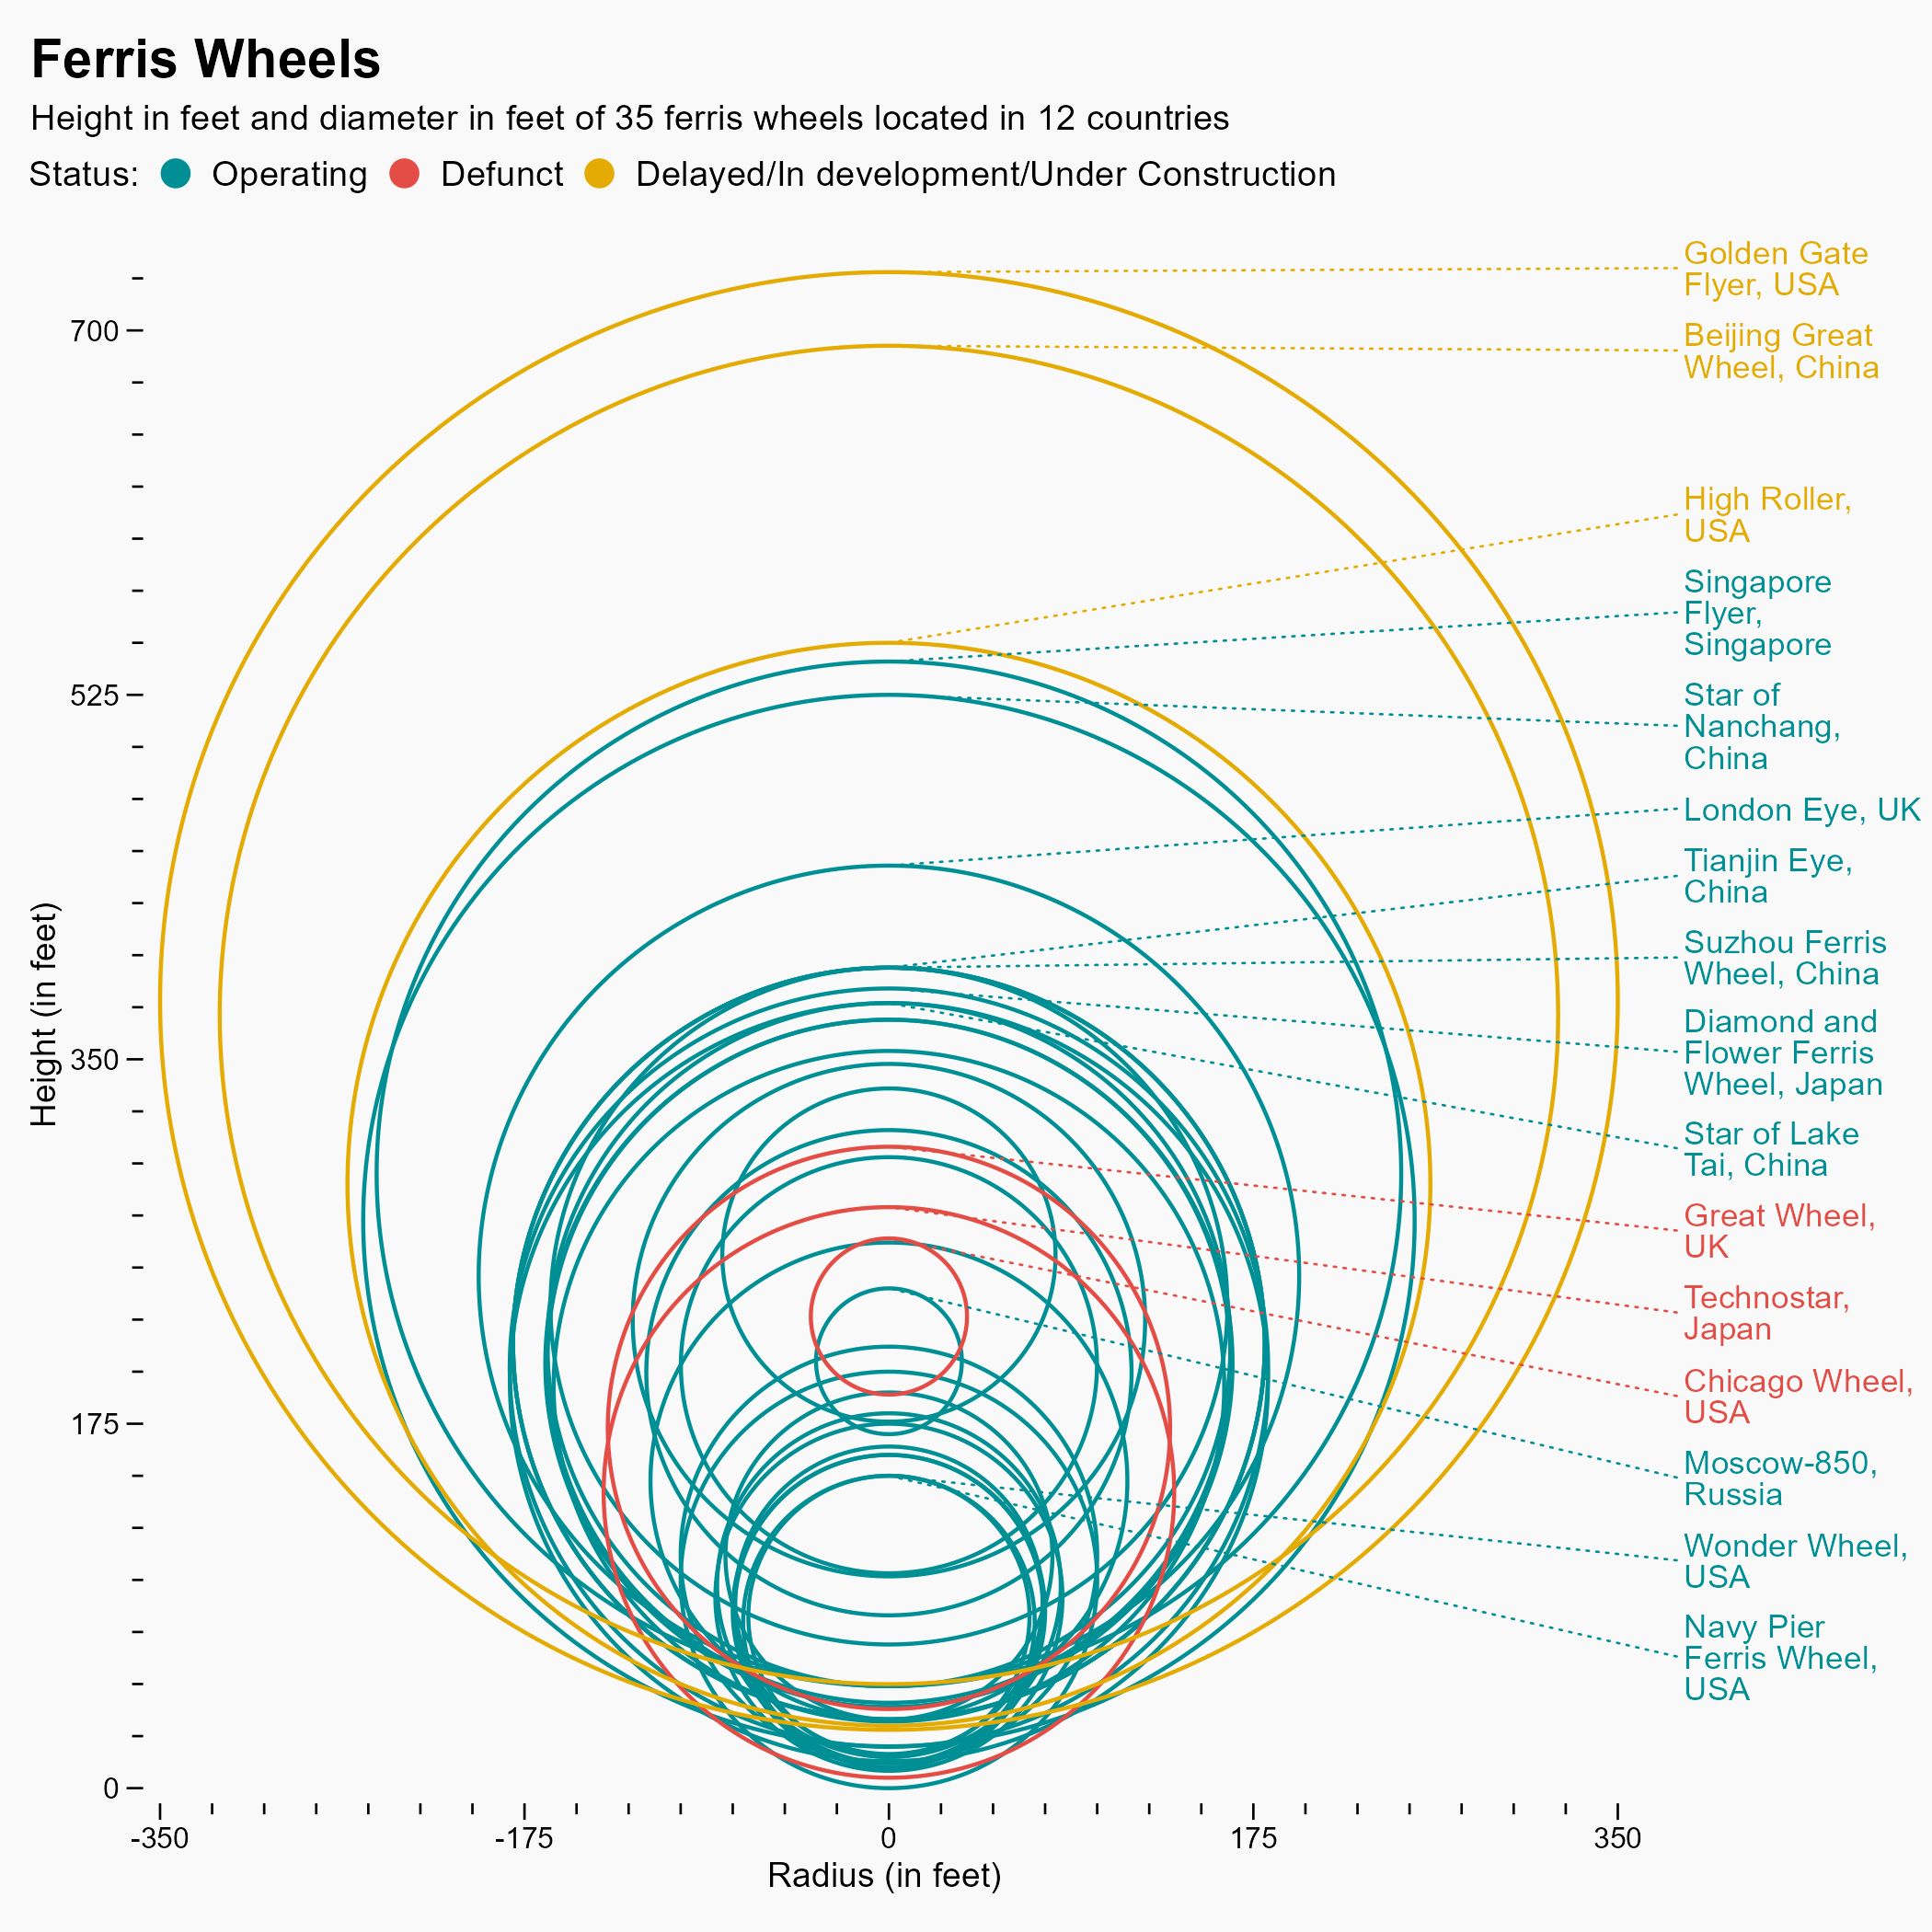 Ferris Wheels
Height in feet and diameter in feet of 35 ferris wheels located in 12 countries
Status: Operating Defunct Delayed/In development/Under Construction
Golden Gate
Flyer, USA
Beijing Great
Wheel, China
High Roller,
USA
Singapore
Flyer,
Singapore
Star of
Nanchang,
China
London Eye, UK
Tianjin Eye,
China
Suzhou Ferris
Wheel, China
Diamond and
Flower Ferris
Wheel, Japan
Star of Lake
Tai, China
Great Wheel,
UK
Technostar,
Japan
Chicago Wheel,
USA
Moscow-850,
Russia
Wonder Wheel,
USA
Navy Pier
Ferris Wheel,
USA
Height (in feet)
700
525
350
175
0
-350 -175 0 175 350
Radius (in feet)